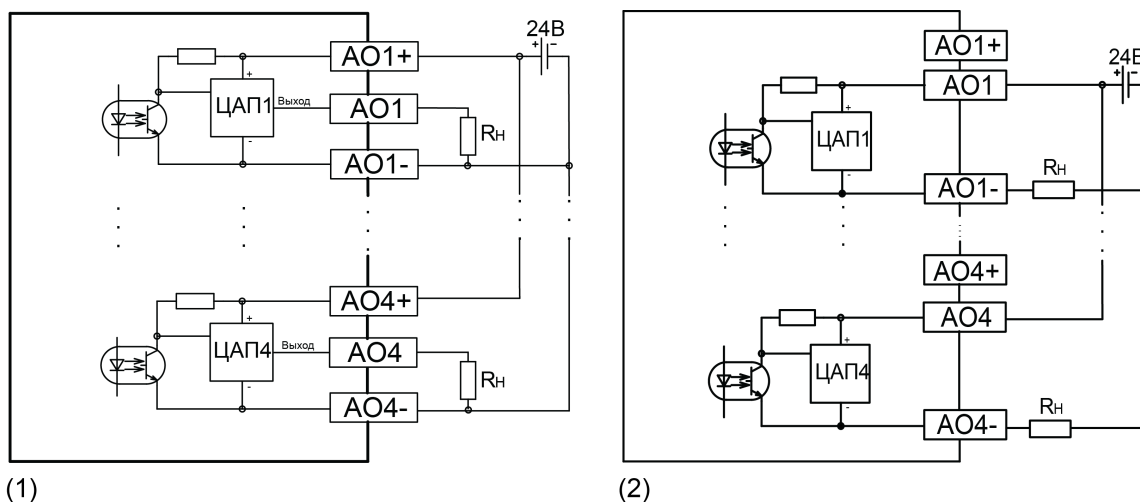 24В
+ −
АО1+
+
ЦАП1
Выход
АО1
RН
-
АО1-
АО4+
+
ЦАП4
Выход
АО4
RН
-
АО4-
(1)
АО1+
24В
+ −
АО1
+
ЦАП1
-
АО1-
RН
АО4+
АО4
+
ЦАП4
-
АО4-
RН
(2)